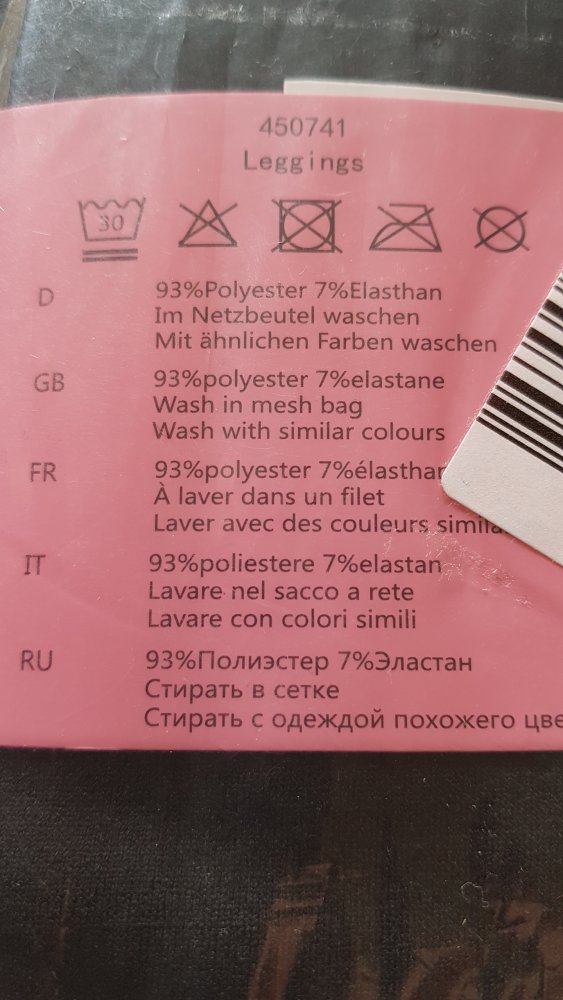 450741
Leggings
30
D
93%Polyester 7%Elasthan
Im Netzbeutel waschen
Mit ähnlichen Farben waschen
GB
93%polyester 7%elastane
Wash in mesh bag
Wash with similar colours
FR
93%polyester 7%élasthan
À laver dans un filet
Laver avec des couleurs
IT
93%poliestere 7%elastan
Lavare nel sacco a rete
Lavare con colori simili
RU
93%Полиэстер 7%Эластан
Стирать в сетке
Стирать с одеждой похожего